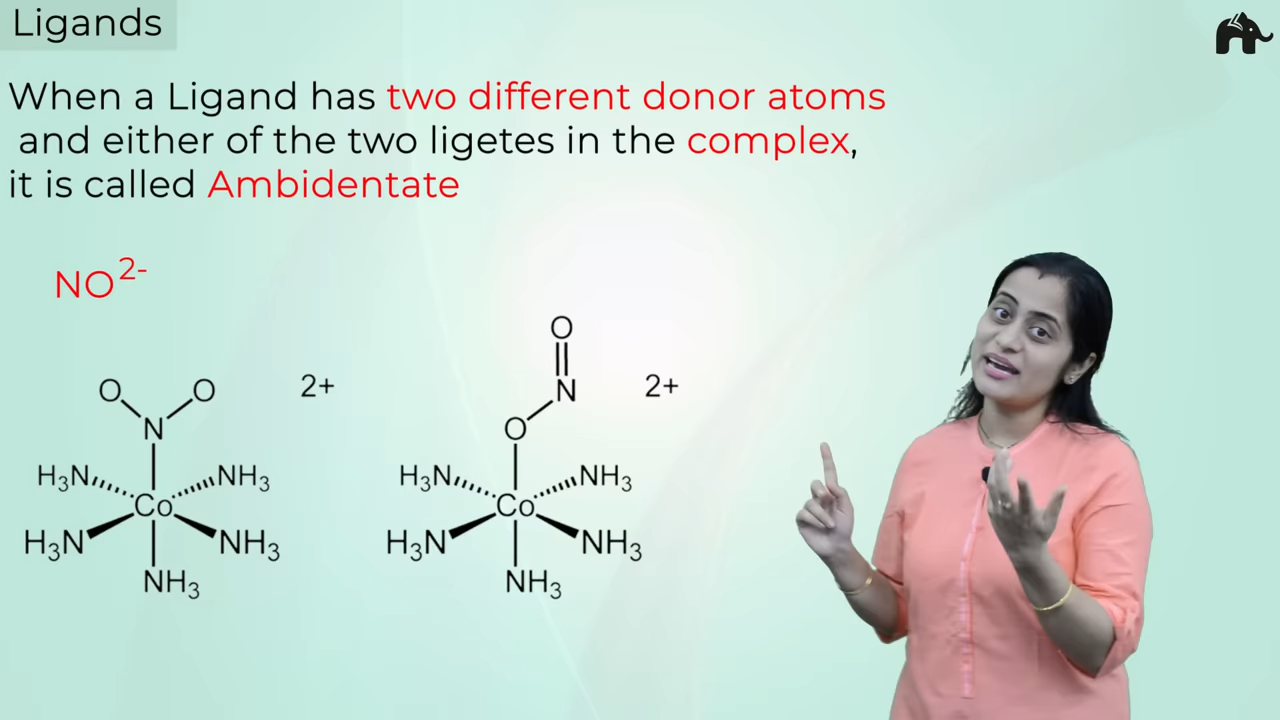 Ligands
When a Ligand has two different donor atoms
and either of the two ligetes in the complex,
it is called Ambidentate
NO²⁻
O
N
O
O O 2+
N
2+
O
H₃N NH₃
Co
H₃N NH₃
NH₃
H₃N NH₃
Co
H₃N NH₃
NH₃